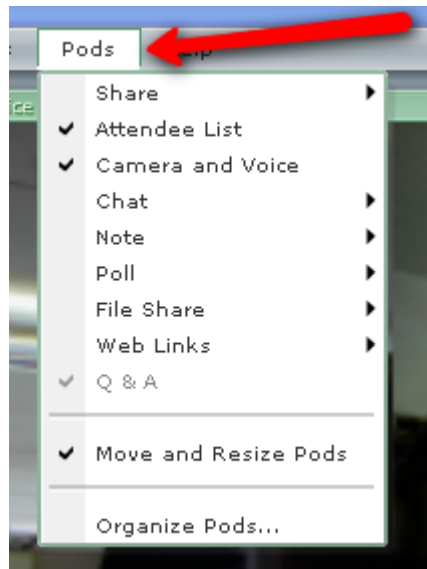 Pods
Share
Attendee List
Camera and Voice
Chat
Note
Poll
File Share
Web Links
Q & A
Move and Resize Pods
Organize Pods...